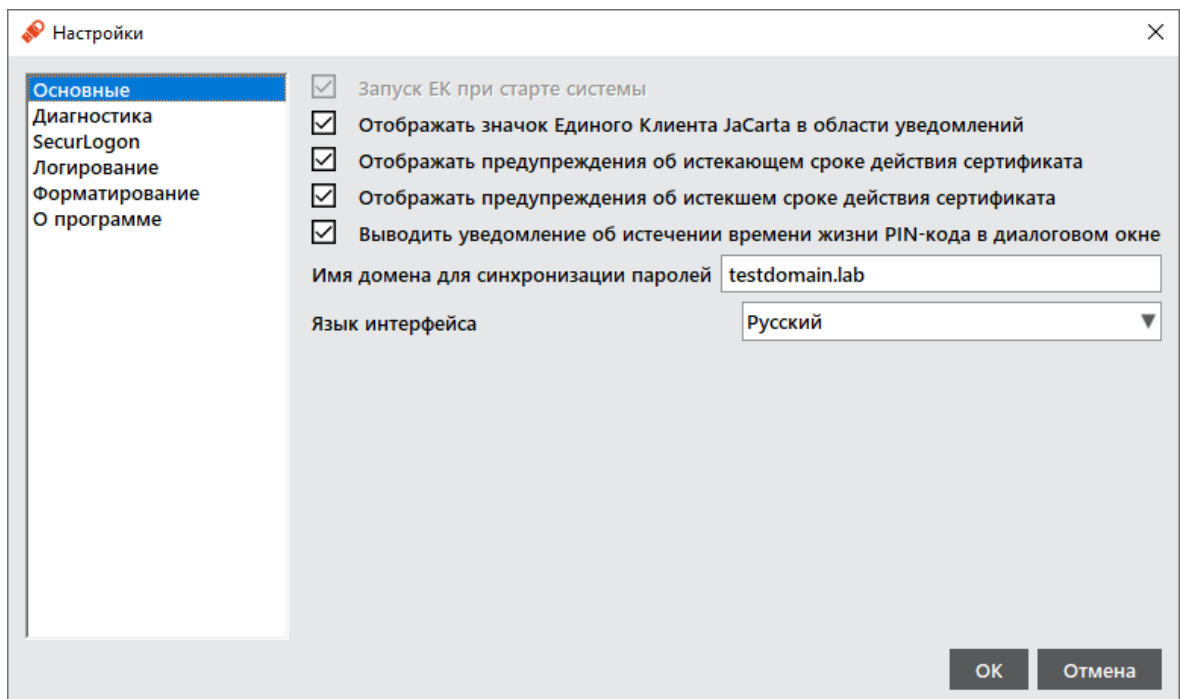 Настройки
Основные
Диагностика
SecurLogon
Логирование
Форматирование
О программе
Запуск ЕК при старте системы
Отображать значок Единого Клиента JaCarta в области уведомлений
Отображать предупреждения об истекающем сроке действия сертификата
Отображать предупреждения об истекшем сроке действия сертификата
Выводить уведомление об истечении времени жизни PIN-кода в диалоговом окне
Имя домена для синхронизации паролей testdomain.lab
Язык интерфейса Русский
ОК Отмена